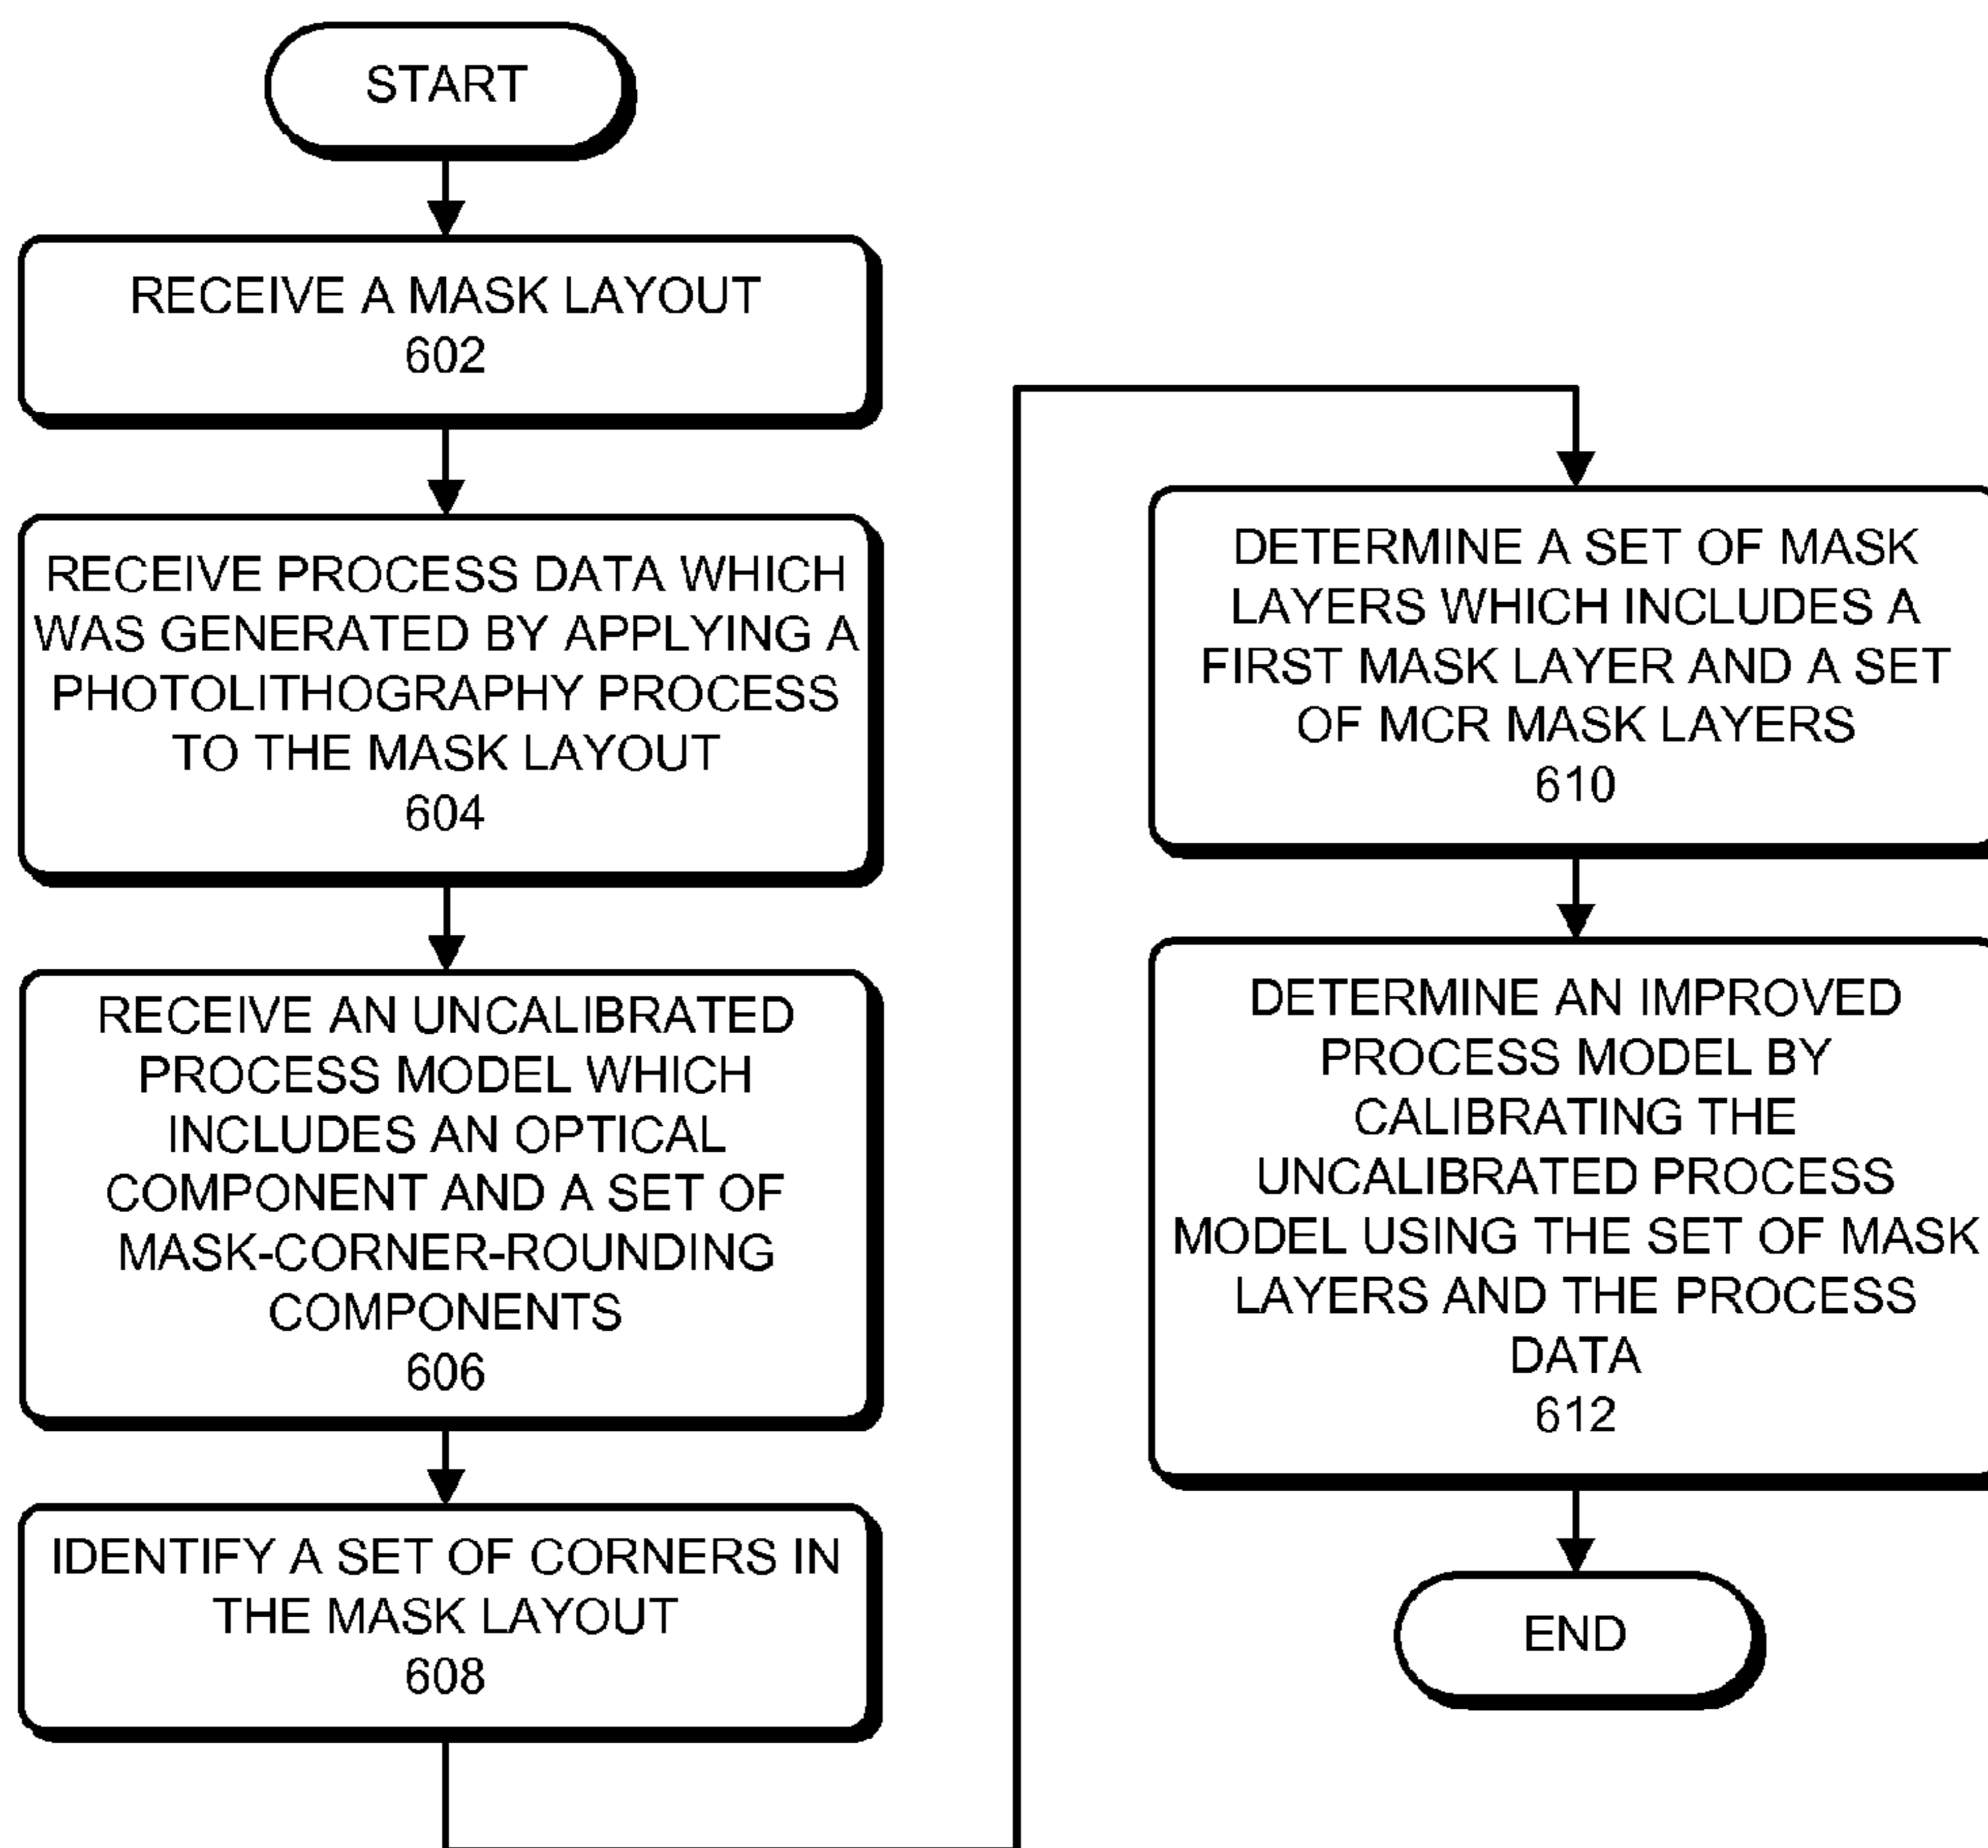 START
RECEIVE A MASK LAYOUT
602
RECEIVE PROCESS DATA WHICH
WAS GENERATED BY APPLYING A
PHOTOLITHOGRAPHY PROCESS
TO THE MASK LAYOUT
604
RECEIVE AN UNCALIBRATED
PROCESS MODEL WHICH
INCLUDES AN OPTICAL
COMPONENT AND A SET OF
MASK-CORNER-ROUNDING
COMPONENTS
606
IDENTIFY A SET OF CORNERS IN
THE MASK LAYOUT
608
DETERMINE A SET OF MASK
LAYERS WHICH INCLUDES A
FIRST MASK LAYER AND A SET
OF MCR MASK LAYERS
610
DETERMINE AN IMPROVED
PROCESS MODEL BY
CALIBRATING THE
UNCALIBRATED PROCESS
MODEL USING THE SET OF MASK
LAYERS AND THE PROCESS
DATA
612
END